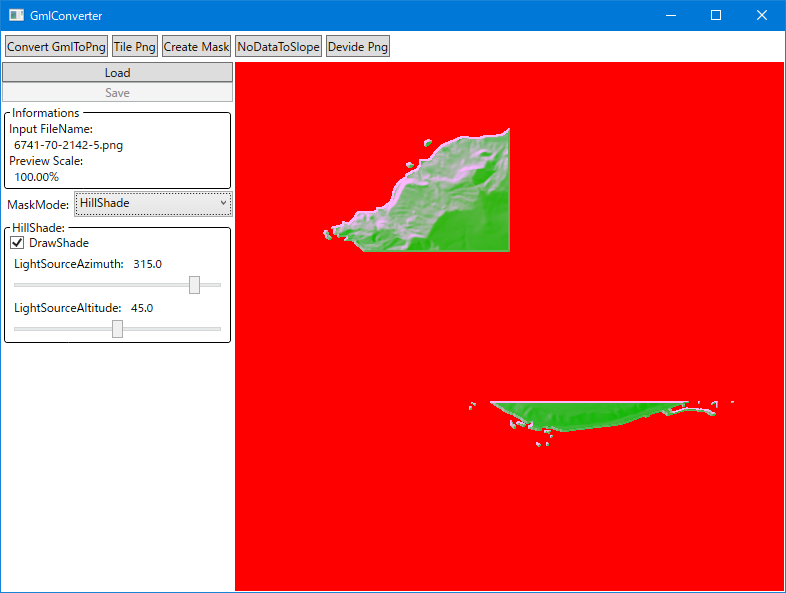 GmlConverter
Convert GmlToPng Tile Png Create Mask NoDataToSlope Devide Png
Load
Save
Informations
Input FileName:
6741-70-2142-5.png
Preview Scale:
100.00%
MaskMode: HillShade
HillShade:
DrawShade
LightSourceAzimuth: 315.0
LightSourceAltitude: 45.0